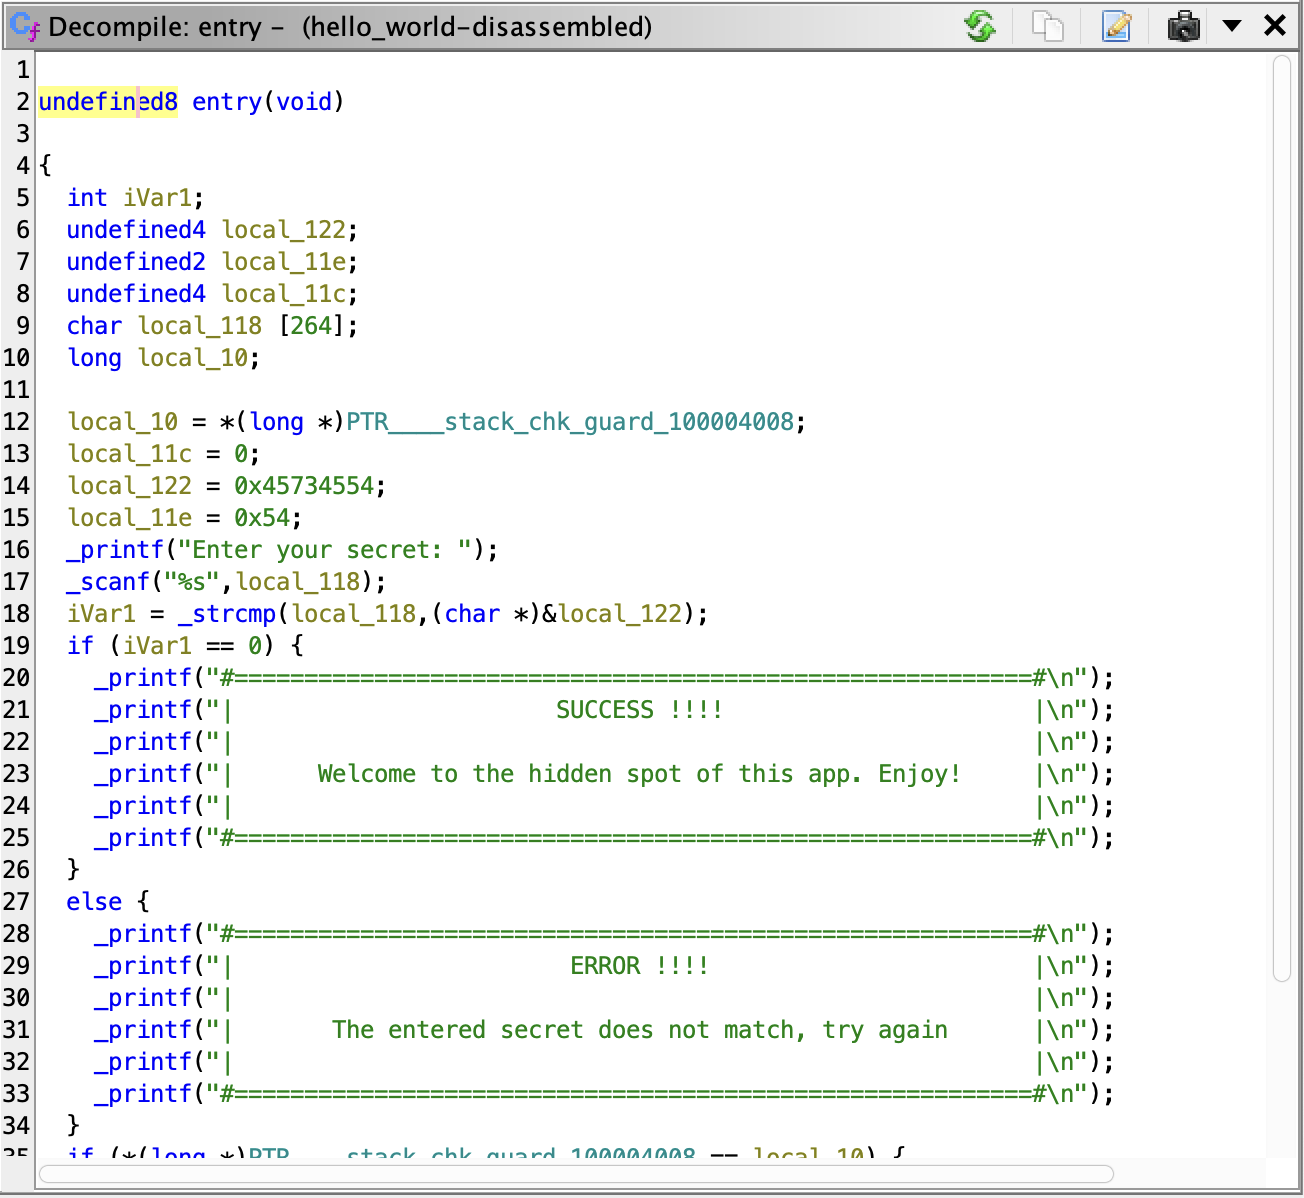 Decompile: entry - (hello_world-disassembled)
1
2 undefined8 entry(void)
3
4 {
5   int iVar1;
6   undefined4 local_122;
7   undefined2 local_11e;
8   undefined4 local_11c;
9   char local_118 [264];
10   long local_10;
11
12   local_10 = *(long *)PTR____stack_chk_guard_100004008;
13   local_11c = 0;
14   local_122 = 0x45734554;
15   local_11e = 0x54;
16   _printf("Enter your secret: ");
17   _scanf("%s",local_118);
18   iVar1 = _strcmp(local_118,(char *)&local_122);
19   if (iVar1 == 0) {
20     _printf("#=========================================================#\n");
21     _printf("|                       SUCCESS !!!!                      |\n");
22     _printf("|                                                         |\n");
23     _printf("|      Welcome to the hidden spot of this app. Enjoy!     |\n");
24     _printf("|                                                         |\n");
25     _printf("#=========================================================#\n");
26   }
27   else {
28     _printf("#=========================================================#\n");
29     _printf("|                        ERROR !!!!                       |\n");
30     _printf("|                                                         |\n");
31     _printf("|       The entered secret does not match, try again      |\n");
32     _printf("|                                                         |\n");
33     _printf("#=========================================================#\n");
34   }
35   if (*(long *)PTR____stack_chk_guard_100004008 == local_10) {